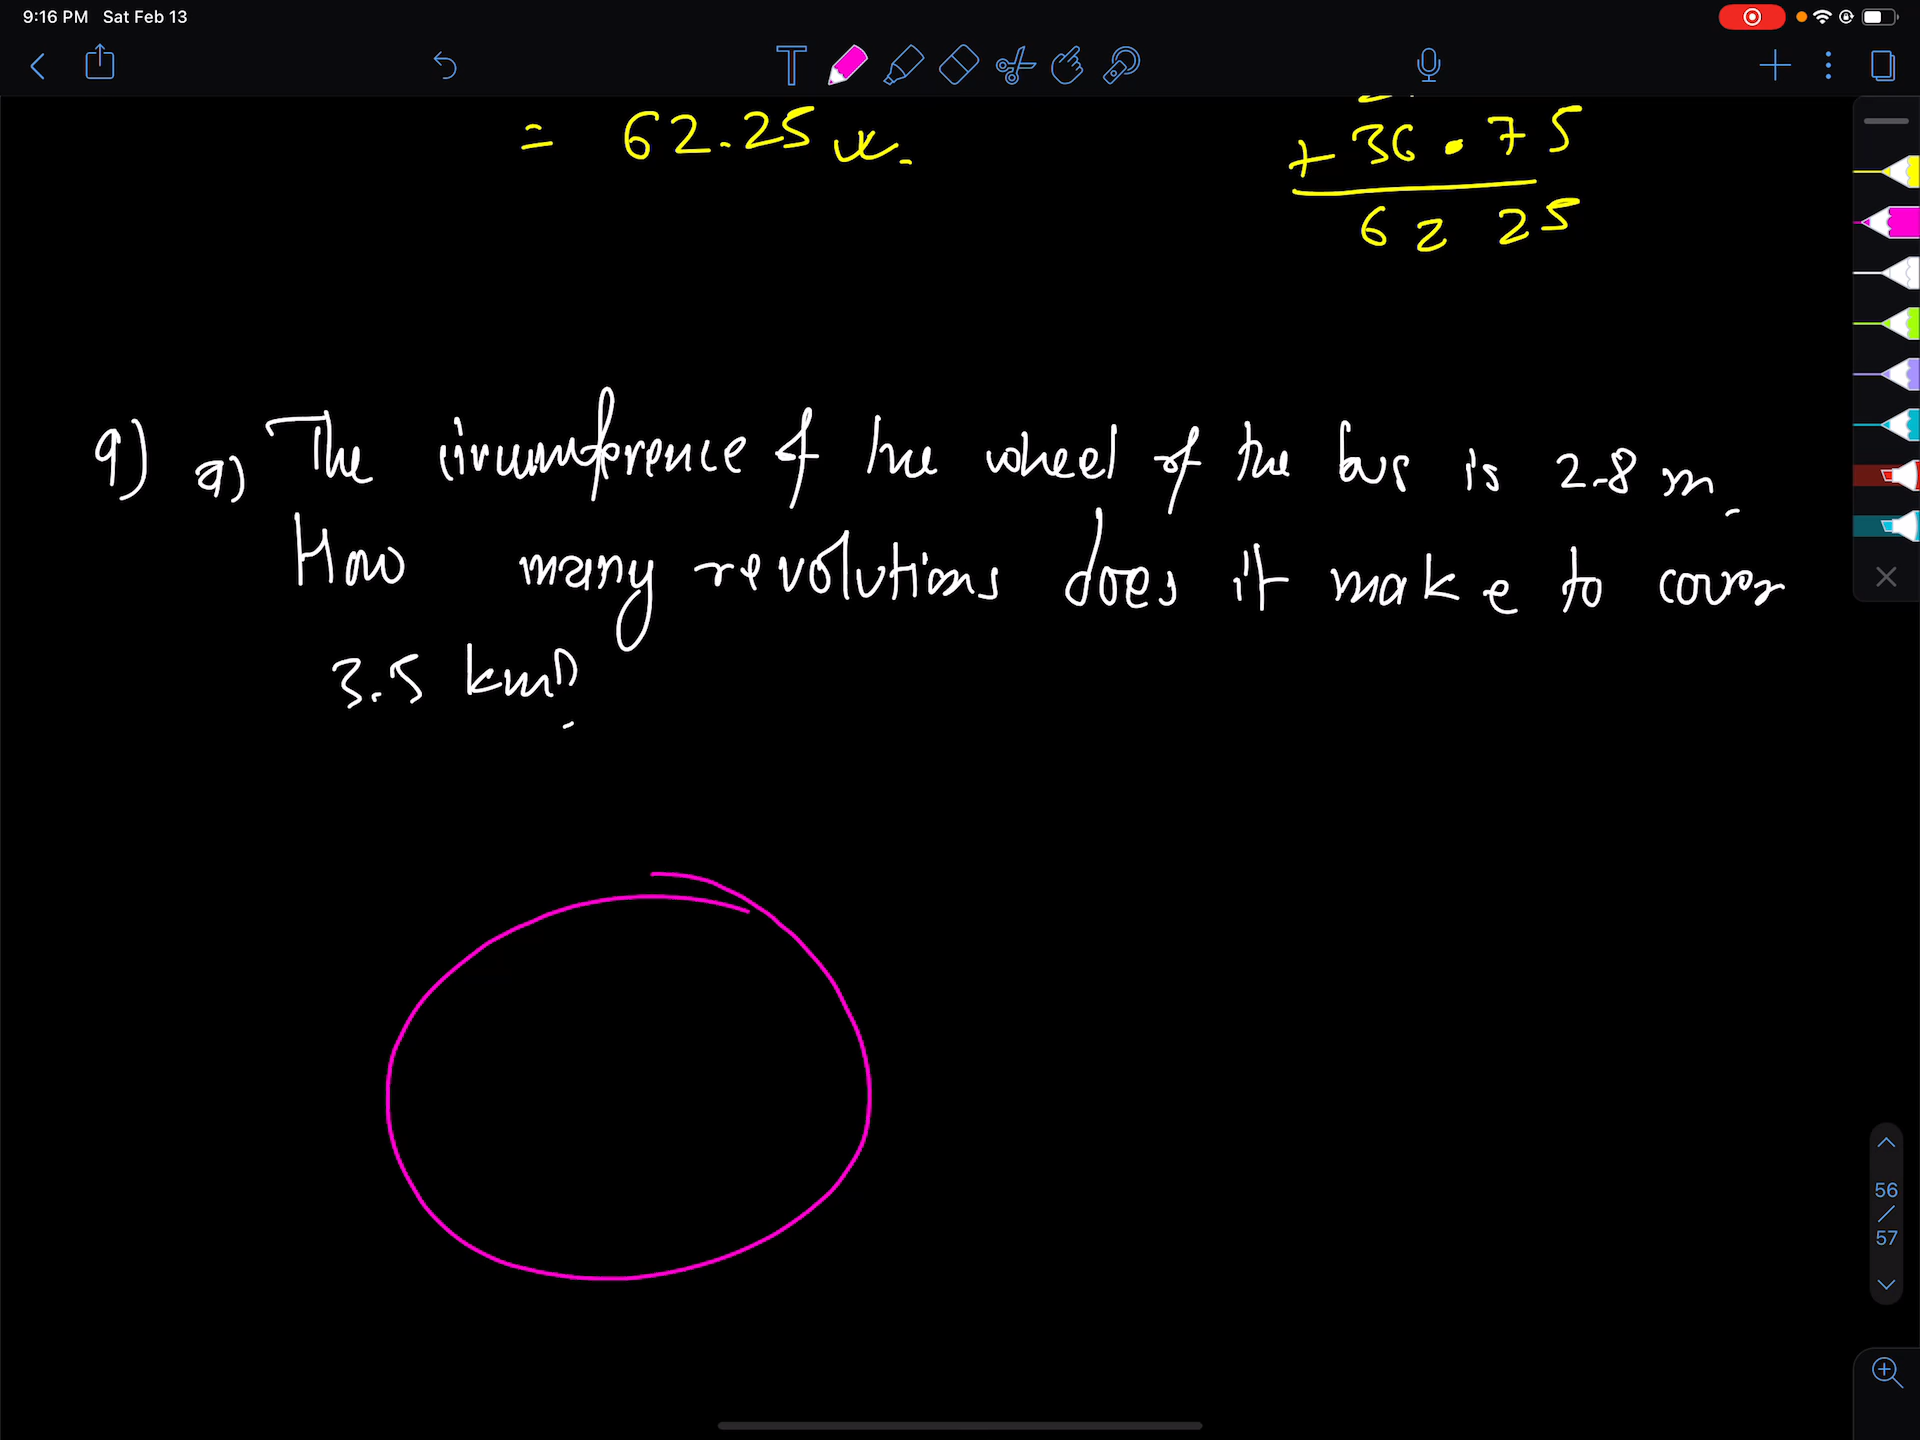 9:16 PM Sat Feb 13
= 62.25
+ 36.75
62 25
9) a) The circumference of the wheel of the bus is 2.8 m.
How many revolutions does it make to cover
3.5 km?
56
/
57